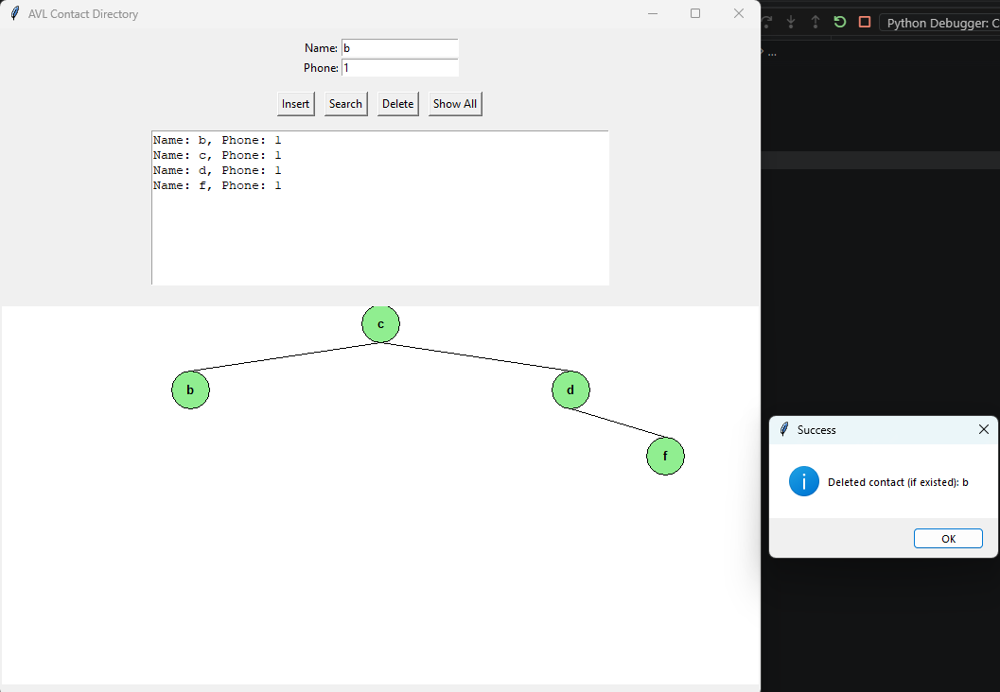 AVL Contact Directory
Python Debugger: C
...
Name: b
Phone: 1
Insert Search Delete Show All
Name: b, Phone: 1
Name: c, Phone: 1
Name: d, Phone: 1
Name: f, Phone: 1
c
b d
f
Success
Deleted contact (if existed): b
OK